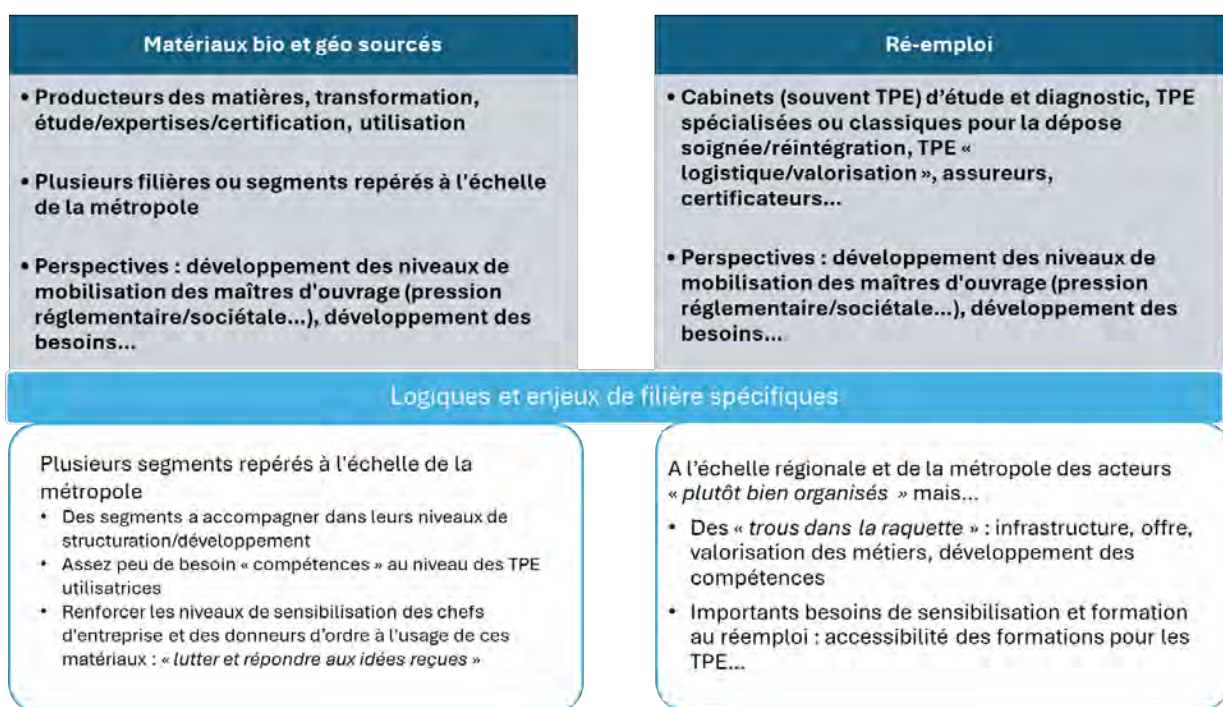 Matériaux bio et géo sourcés
• Producteurs des matières, transformation,
étude/expertises/certification, utilisation
• Plusieurs filières ou segments repérés à l'échelle
de la métropole
• Perspectives : développement des niveaux de
mobilisation des maîtres d'ouvrage (pression
réglementaire/sociétale...), développement des
besoins...
Ré-emploi
• Cabinets (souvent TPE) d'étude et diagnostic, TPE
spécialisées ou classiques pour la dépose
soignée/réintégration, TPE «
logistique/valorisation », assureurs,
certificateurs...
• Perspectives : développement des niveaux de
mobilisation des maîtres d'ouvrage (pression
réglementaire/sociétale...), développement des
besoins...
Logiques et enjeux de filière spécifiques
Plusieurs segments repérés à l'échelle de la
métropole
• Des segments a accompagner dans leurs niveaux de
structuration/développement
• Assez peu de besoin « compétences » au niveau des TPE
utilisatrices
• Renforcer les niveaux de sensibilisation des chefs
d'entreprise et des donneurs d'ordre à l'usage de ces
matériaux : « lutter et répondre aux idées reçues »
A l'échelle régionale et de la métropole des acteurs
« plutôt bien organisés » mais...
• Des « trous dans la raquette » : infrastructure, offre,
valorisation des métiers, développement des
compétences
• Importants besoins de sensibilisation et formation
au réemploi : accessibilité des formations pour les
TPE...